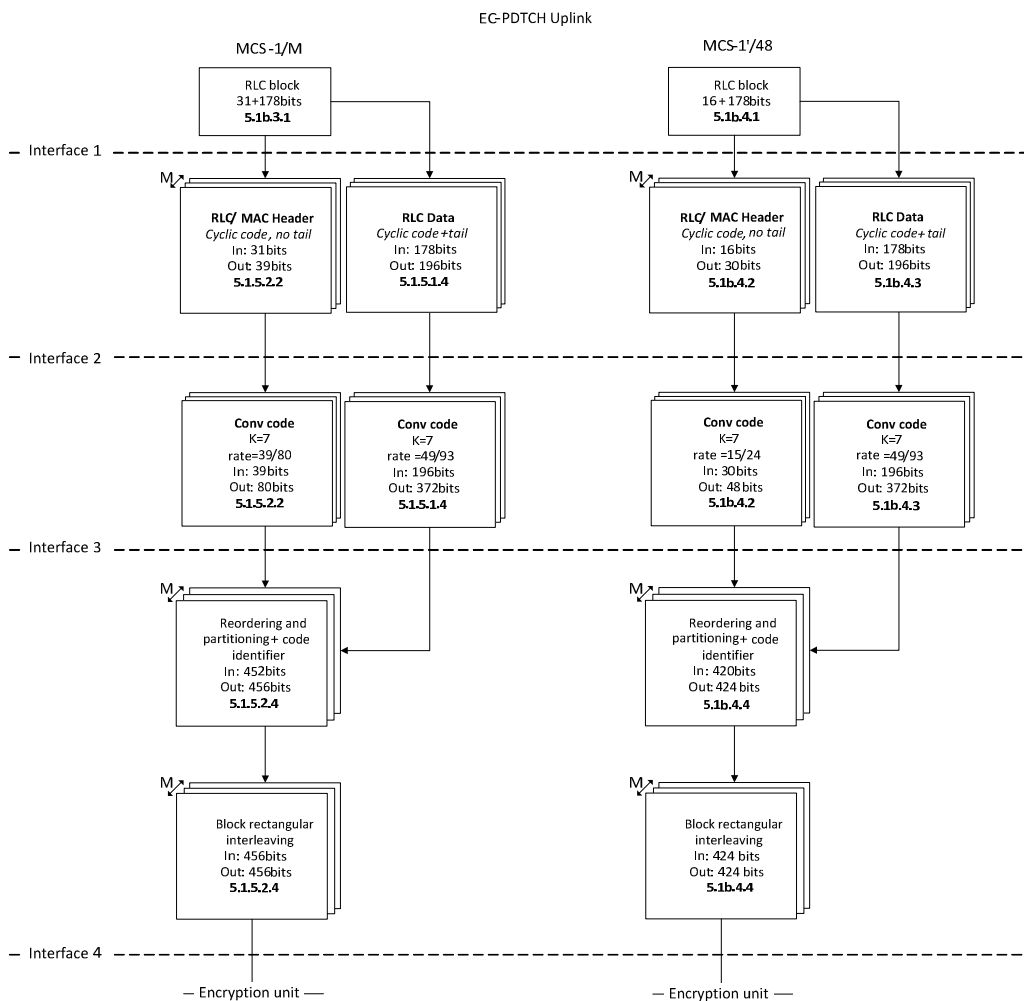 EC-PDTCH Uplink
MCS-1/M
RLC block
31+178bits
5.1b.3.1
MCS-1'/48
RLC block
16+178bits
5.1b.4.1
Interface 1
M
RLC/ MAC Header
Cyclic code, no tail
In: 31bits
Out: 39bits
5.1.5.2.2
RLC Data
Cyclic code+tail
In: 178bits
Out: 196bits
5.1.5.1.4
M
RLC/ MAC Header
Cyclic code, no tail
In: 16bits
Out: 30bits
5.1b.4.2
RLC Data
Cyclic code+tail
In: 178bits
Out: 196bits
5.1b.4.3
Interface 2
Conv code
K=7
rate=39/80
In: 39bits
Out: 80bits
5.1.5.2.2
Conv code
K=7
rate =49/93
In: 196bits
Out: 372bits
5.1.5.1.4
Conv code
K=7
rate =15/24
In: 30bits
Out: 48bits
5.1b.4.2
Conv code
K=7
rate =49/93
In: 196bits
Out: 372bits
5.1b.4.3
Interface 3
M
Reordering and
partitioning+ code
identifier
In: 452bits
Out: 456bits
5.1.5.2.4
M
Reordering and
partitioning+ code
identifier
In: 420bits
Out: 424bits
5.1b.4.4
M
Block rectangular
interleaving
In: 456bits
Out: 456bits
5.1.5.2.4
M
Block rectangular
interleaving
In: 424 bits
Out: 424 bits
5.1b.4.4
Interface 4
Encryption unit
Encryption unit